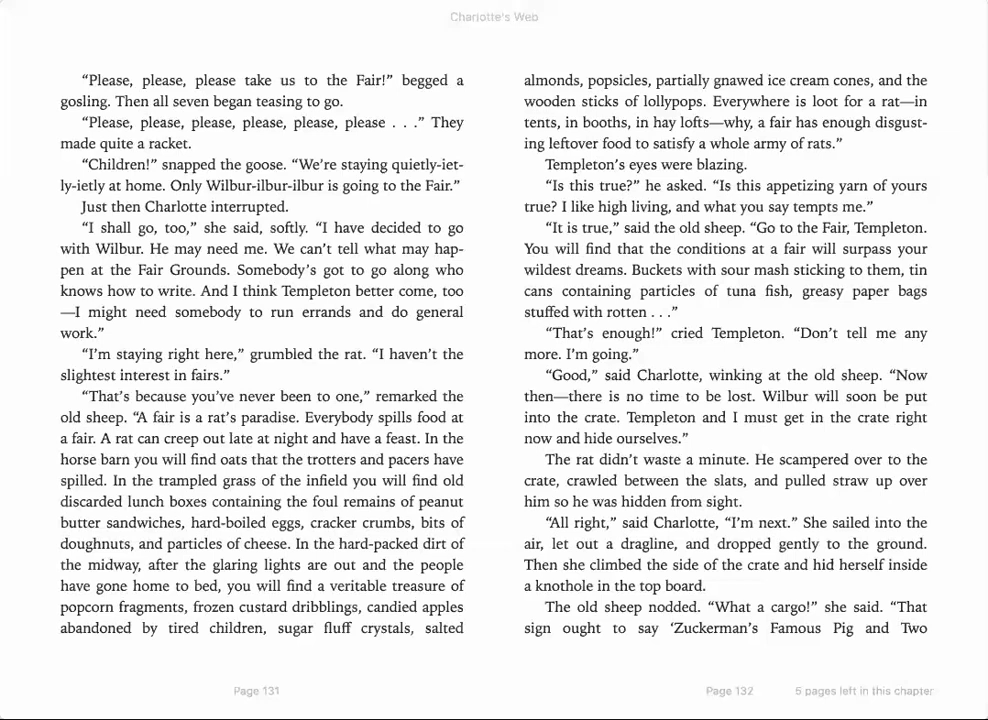 Charlotte's Web
“Please, please, please take us to the Fair!” begged a
gosling. Then all seven began teasing to go.
“Please, please, please, please, please, please . . .” They
made quite a racket.
“Children!” snapped the goose. “We’re staying quietly-iet-
ly-ietly at home. Only Wilbur-ilbur-ilbur is going to the Fair.”
Just then Charlotte interrupted.
“I shall go, too,” she said, softly. “I have decided to go
with Wilbur. He may need me. We can’t tell what may hap-
pen at the Fair Grounds. Somebody’s got to go along who
knows how to write. And I think Templeton better come, too
—I might need somebody to run errands and do general
work.”
“I’m staying right here,” grumbled the rat. “I haven’t the
slightest interest in fairs.”
“That’s because you’ve never been to one,” remarked the
old sheep. “A fair is a rat’s paradise. Everybody spills food at
a fair. A rat can creep out late at night and have a feast. In the
horse barn you will find oats that the trotters and pacers have
spilled. In the trampled grass of the infield you will find old
discarded lunch boxes containing the foul remains of peanut
butter sandwiches, hard-boiled eggs, cracker crumbs, bits of
doughnuts, and particles of cheese. In the hard-packed dirt of
the midway, after the glaring lights are out and the people
have gone home to bed, you will find a veritable treasure of
popcorn fragments, frozen custard dribblings, candied apples
abandoned by tired children, sugar fluff crystals, salted
Page 131
almonds, popsicles, partially gnawed ice cream cones, and the
wooden sticks of lollypops. Everywhere is loot for a rat—in
tents, in booths, in hay lofts—why, a fair has enough disgust-
ing leftover food to satisfy a whole army of rats.”
Templeton’s eyes were blazing.
“Is this true?” he asked. “Is this appetizing yarn of yours
true? I like high living, and what you say tempts me.”
“It is true,” said the old sheep. “Go to the Fair, Templeton.
You will find that the conditions at a fair will surpass your
wildest dreams. Buckets with sour mash sticking to them, tin
cans containing particles of tuna fish, greasy paper bags
stuffed with rotten . . .”
“That’s enough!” cried Templeton. “Don’t tell me any
more. I’m going.”
“Good,” said Charlotte, winking at the old sheep. “Now
then—there is no time to be lost. Wilbur will soon be put
into the crate. Templeton and I must get in the crate right
now and hide ourselves.”
The rat didn’t waste a minute. He scampered over to the
crate, crawled between the slats, and pulled straw up over
him so he was hidden from sight.
“All right,” said Charlotte, “I’m next.” She sailed into the
air, let out a dragline, and dropped gently to the ground.
Then she climbed the side of the crate and hid herself inside
a knothole in the top board.
The old sheep nodded. “What a cargo!” she said. “That
sign ought to say ‘Zuckerman’s Famous Pig and Two
Page 132
5 pages left in this chapter